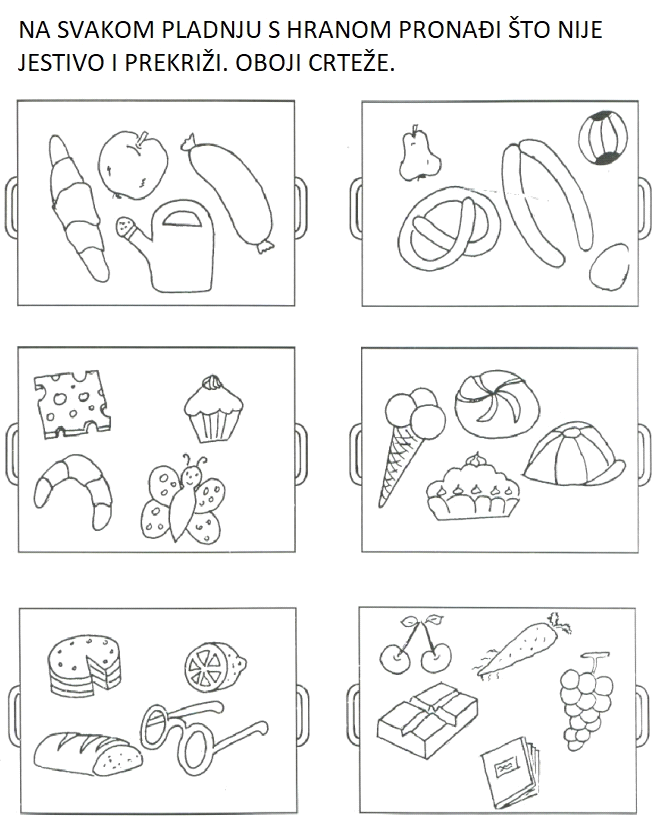 NA SVAKOM PLADNJU S HRANOM PRONAĐI ŠTO NIJE
JESTIVO I PREKRIŽI. OBOJI CRTEŽE.